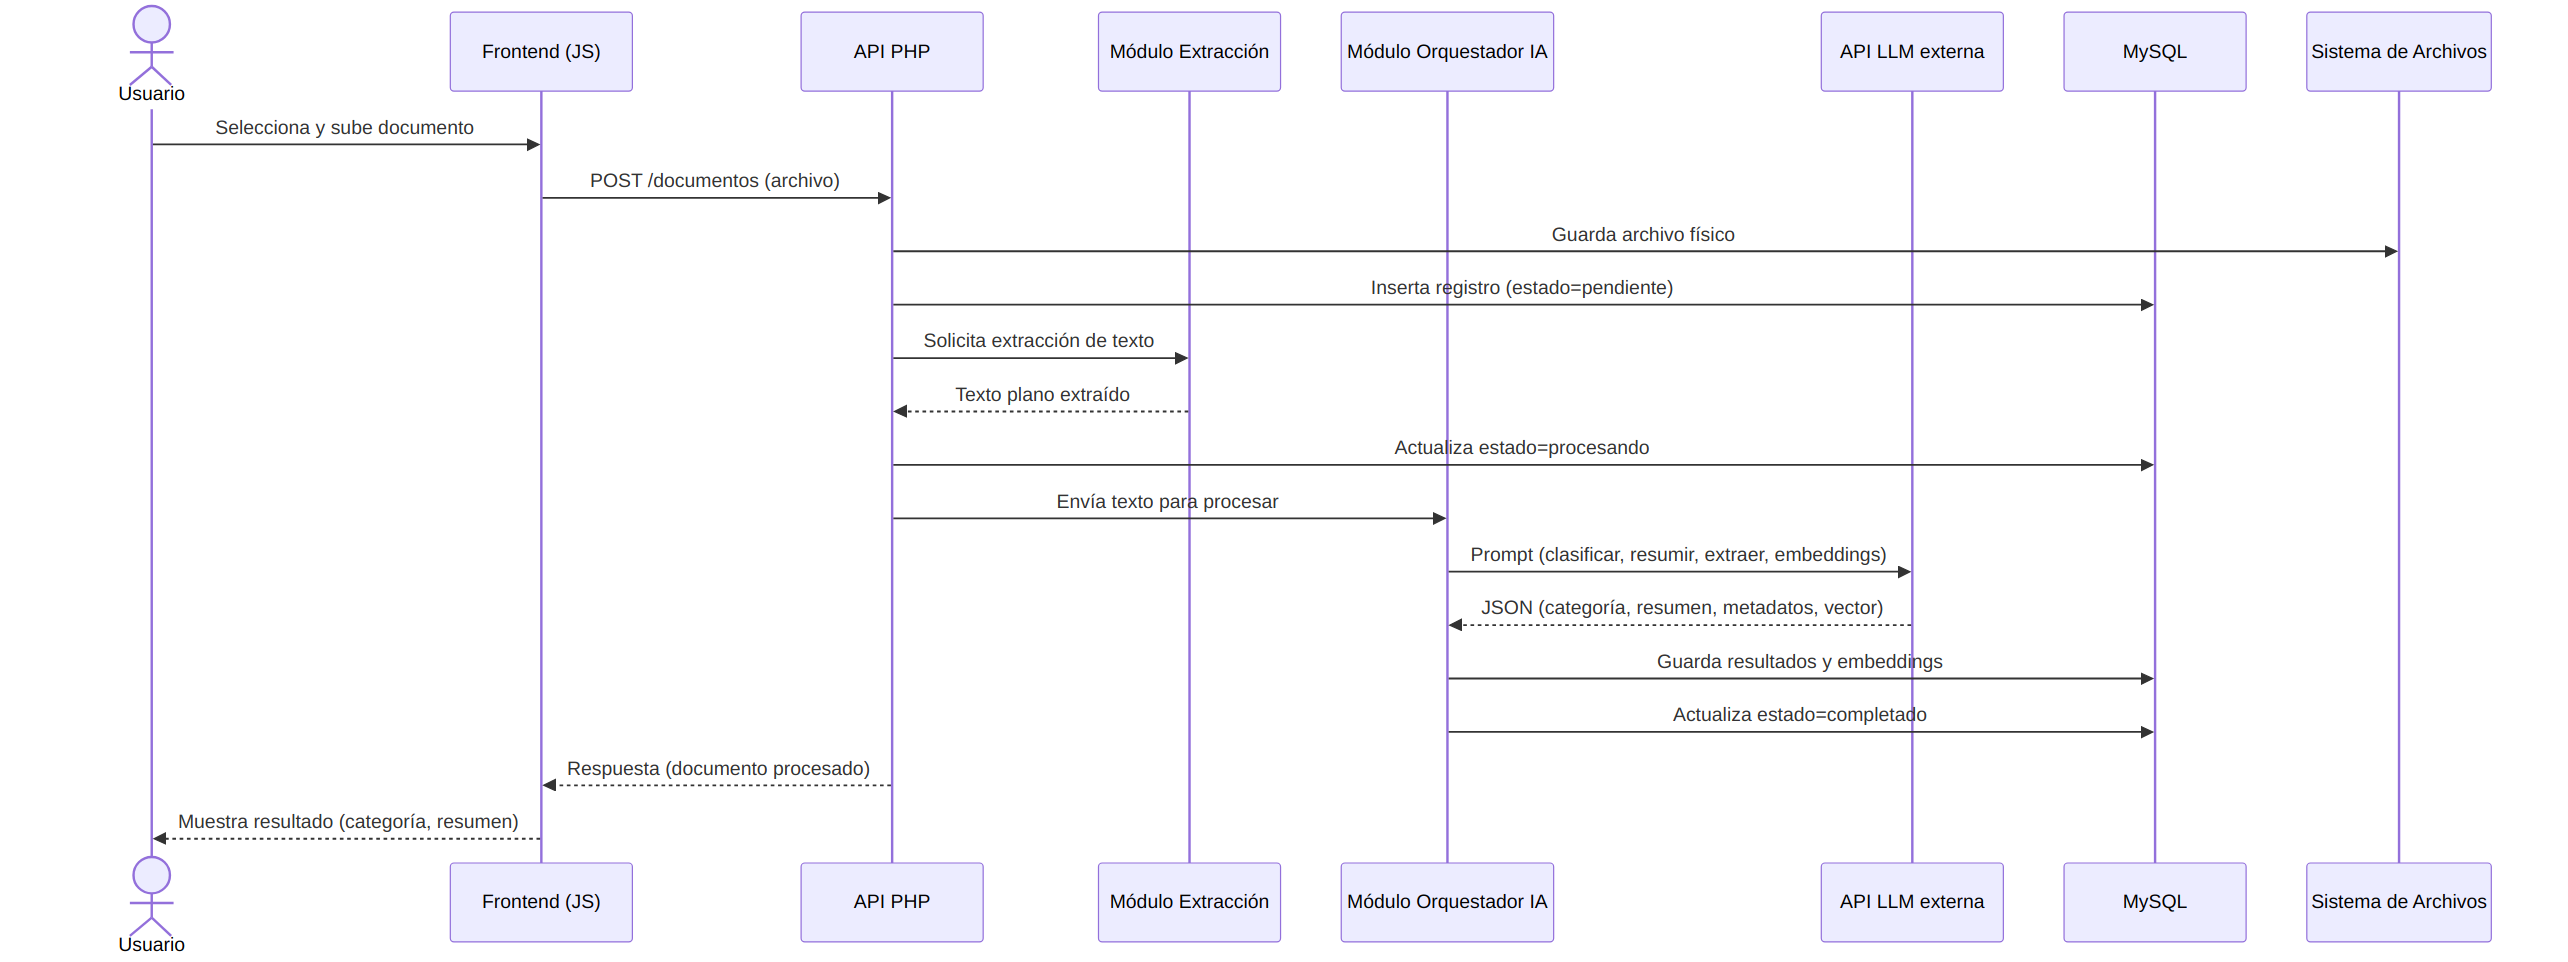 Usuario
Frontend (JS)
API PHP
Módulo Extracción
Módulo Orquestador IA
API LLM externa
MySQL
Sistema de Archivos
Selecciona y sube documento
POST /documentos (archivo)
Guarda archivo físico
Inserta registro (estado=pendiente)
Solicita extracción de texto
Texto plano extraído
Actualiza estado=procesando
Envía texto para procesar
Prompt (clasificar, resumir, extraer, embeddings)
JSON (categoría, resumen, metadatos, vector)
Guarda resultados y embeddings
Actualiza estado=completado
Respuesta (documento procesado)
Muestra resultado (categoría, resumen)
Usuario
Frontend (JS)
API PHP
Módulo Extracción
Módulo Orquestador IA
API LLM externa
MySQL
Sistema de Archivos